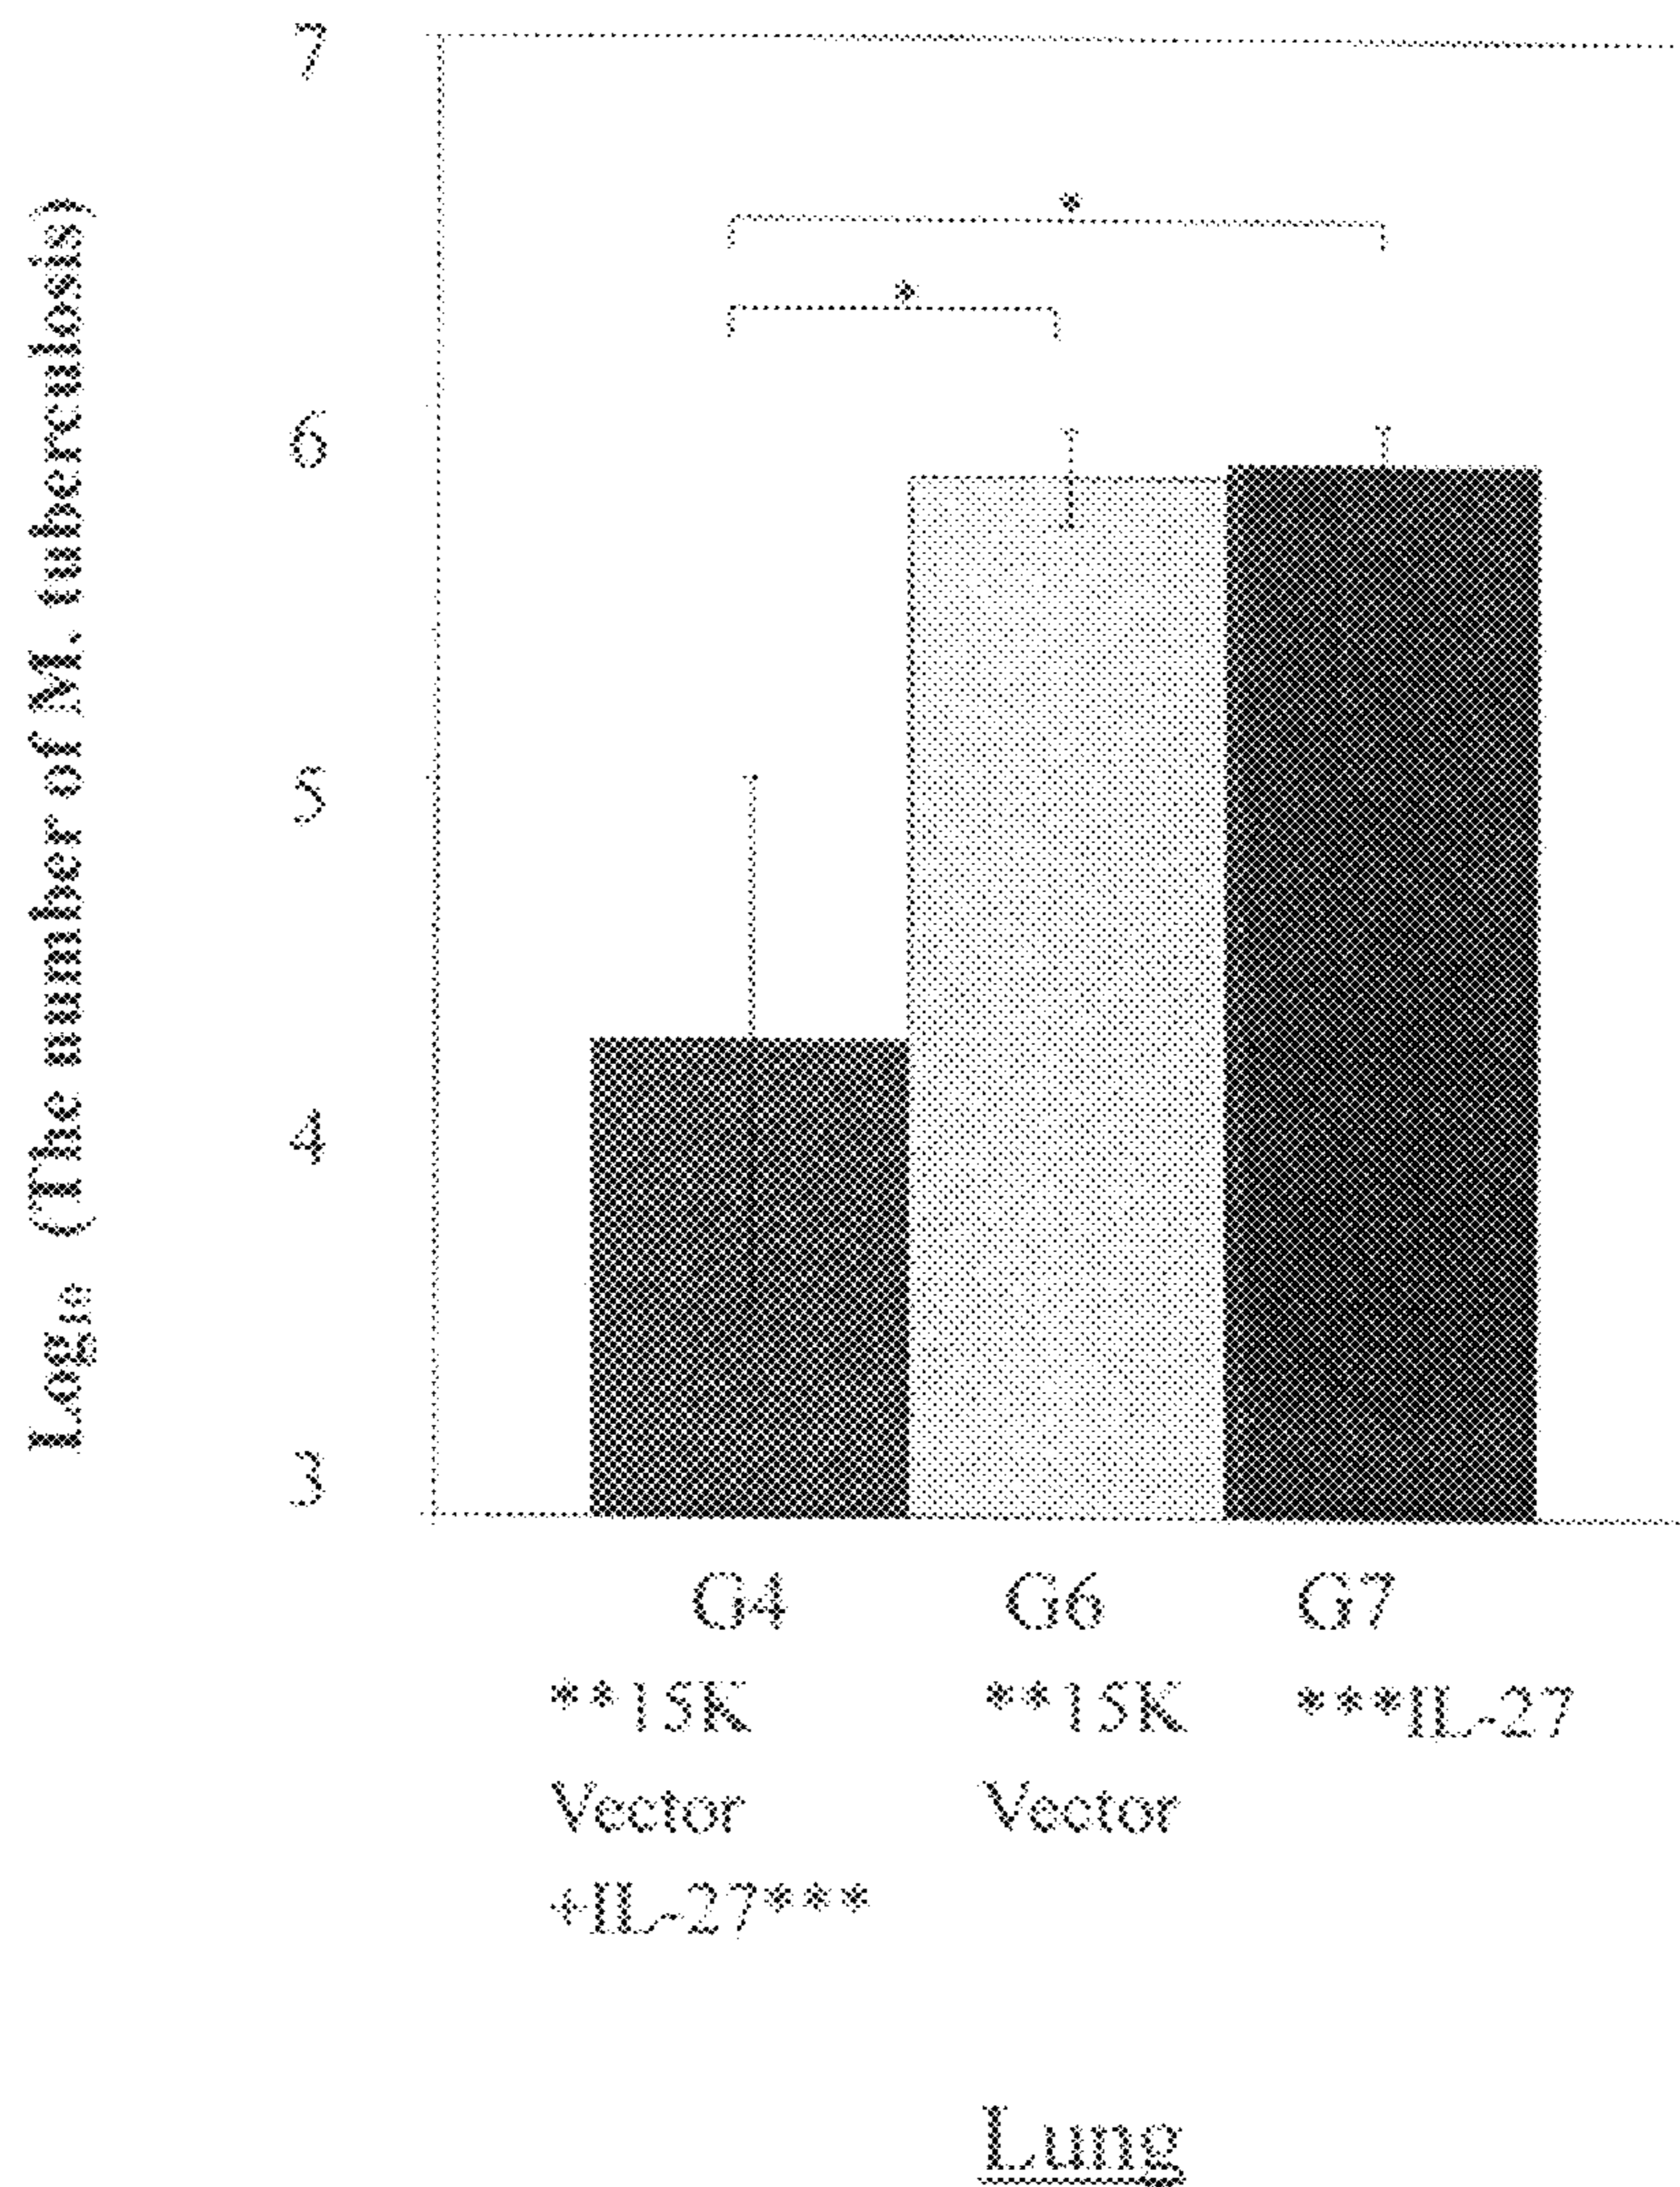 Log₁₀ (The number of M. tuberculosis)
7
6
5
4
3
*
*
G4 G6 G7
**15K **15K ***IL-27
Vector Vector
+IL-27***
Lung